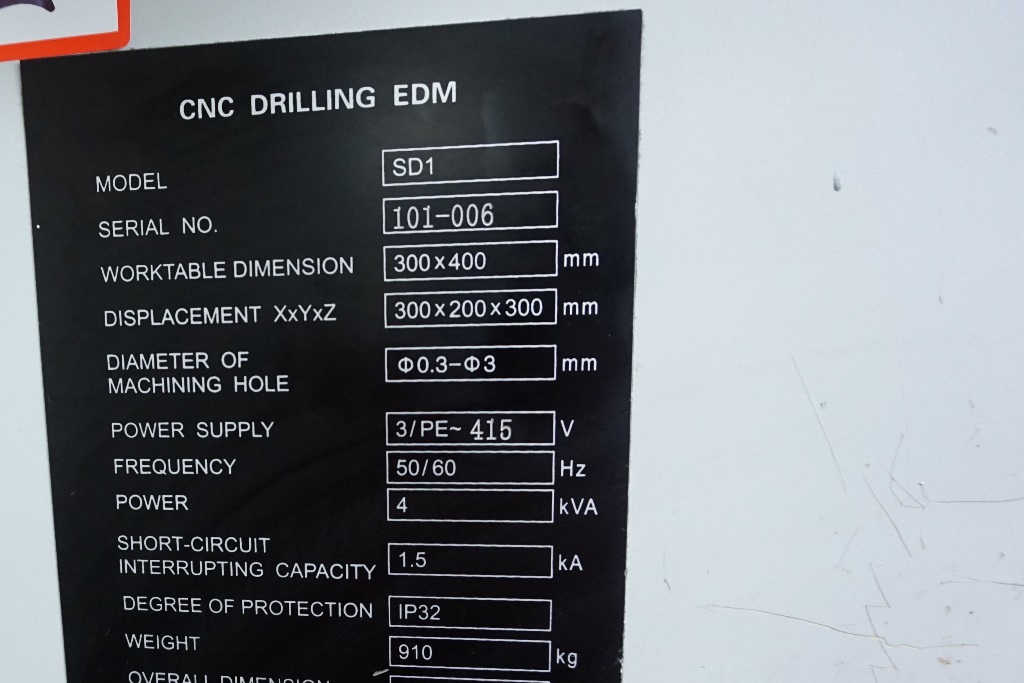 CNC DRILLING EDM
MODEL SD1
SERIAL NO. 101-006
WORKTABLE DIMENSION 300×400 mm
DISPLACEMENT XxYxZ 300×200×300 mm
DIAMETER OF
MACHINING HOLE Φ0.3-Φ3 mm
POWER SUPPLY 3/PE~ 415 V
FREQUENCY 50/60 Hz
POWER 4 kVA
SHORT-CIRCUIT
INTERRUPTING CAPACITY 1.5 kA
DEGREE OF PROTECTION IP32
WEIGHT 910 kg
OVERALL DIMENSION